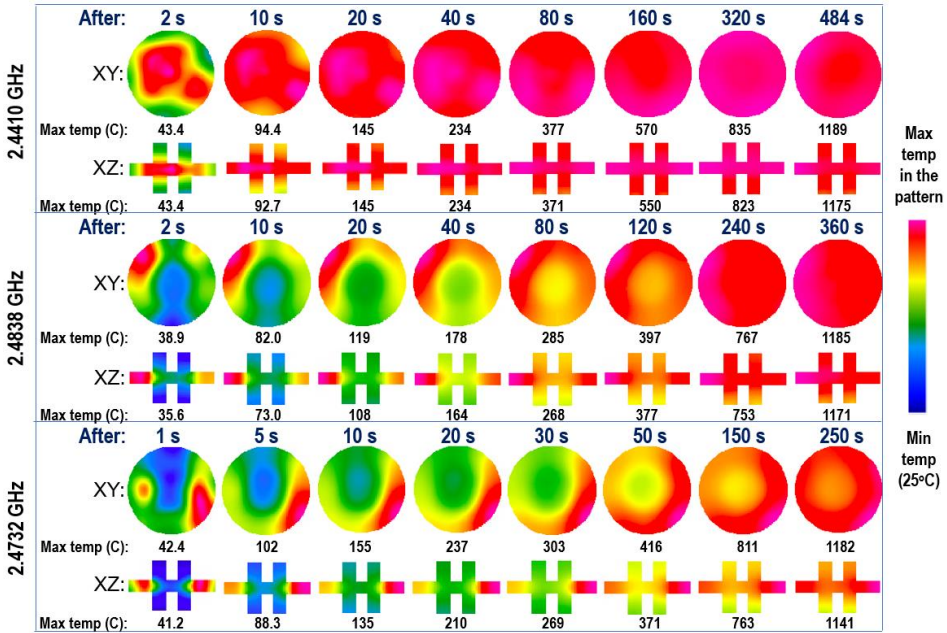 2.4410 GHz
After: 2 s 10 s 20 s 40 s 80 s 160 s 320 s 484 s
XY:
Max temp (C): 43.4 94.4 145 234 377 570 835 1189
XZ:
Max temp (C): 43.4 92.7 145 234 371 550 823 1175
2.4838 GHz
After: 2 s 10 s 20 s 40 s 80 s 120 s 240 s 360 s
XY:
Max temp (C): 38.9 82.0 119 178 285 397 767 1185
XZ:
Max temp (C): 35.6 73.0 108 164 268 377 753 1171
2.4732 GHz
After: 1 s 5 s 10 s 20 s 30 s 50 s 150 s 250 s
XY:
Max temp (C): 42.4 102 155 237 303 416 811 1182
XZ:
Max temp (C): 41.2 88.3 135 210 269 371 763 1141
Max
temp
in the
pattern
Min
temp
(25ºC)